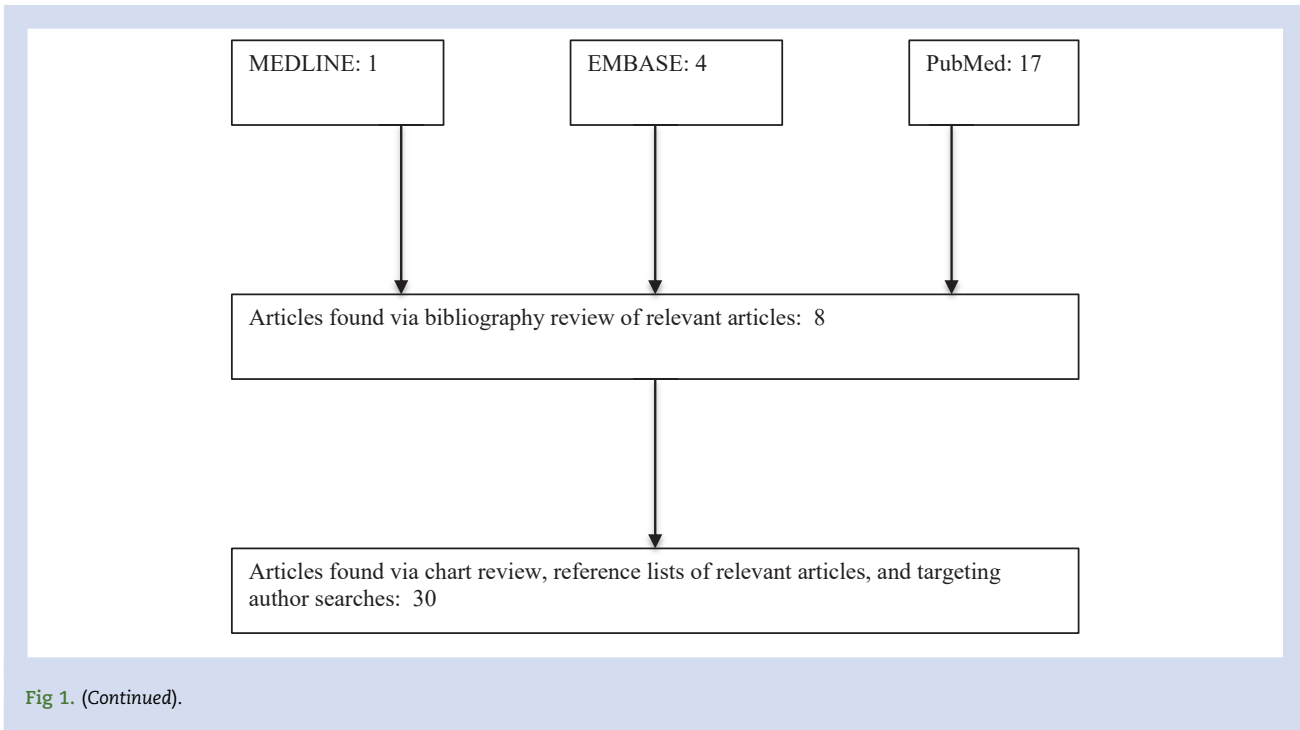 MEDLINE: 1
EMBASE: 4
PubMed: 17
Articles found via bibliography review of relevant articles: 8
Articles found via chart review, reference lists of relevant articles, and targeting
author searches: 30
Fig 1. (Continued).